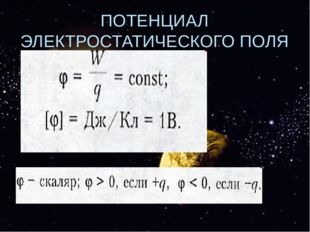 ПОТЕНЦИАЛ
ЭЛЕКТРОСТАТИЧЕСКОГО ПОЛЯ
φ = W/q = const;
[φ] = Дж/Кл = 1В.
φ − скаляр; φ > 0, если +q, φ < 0, если −q.